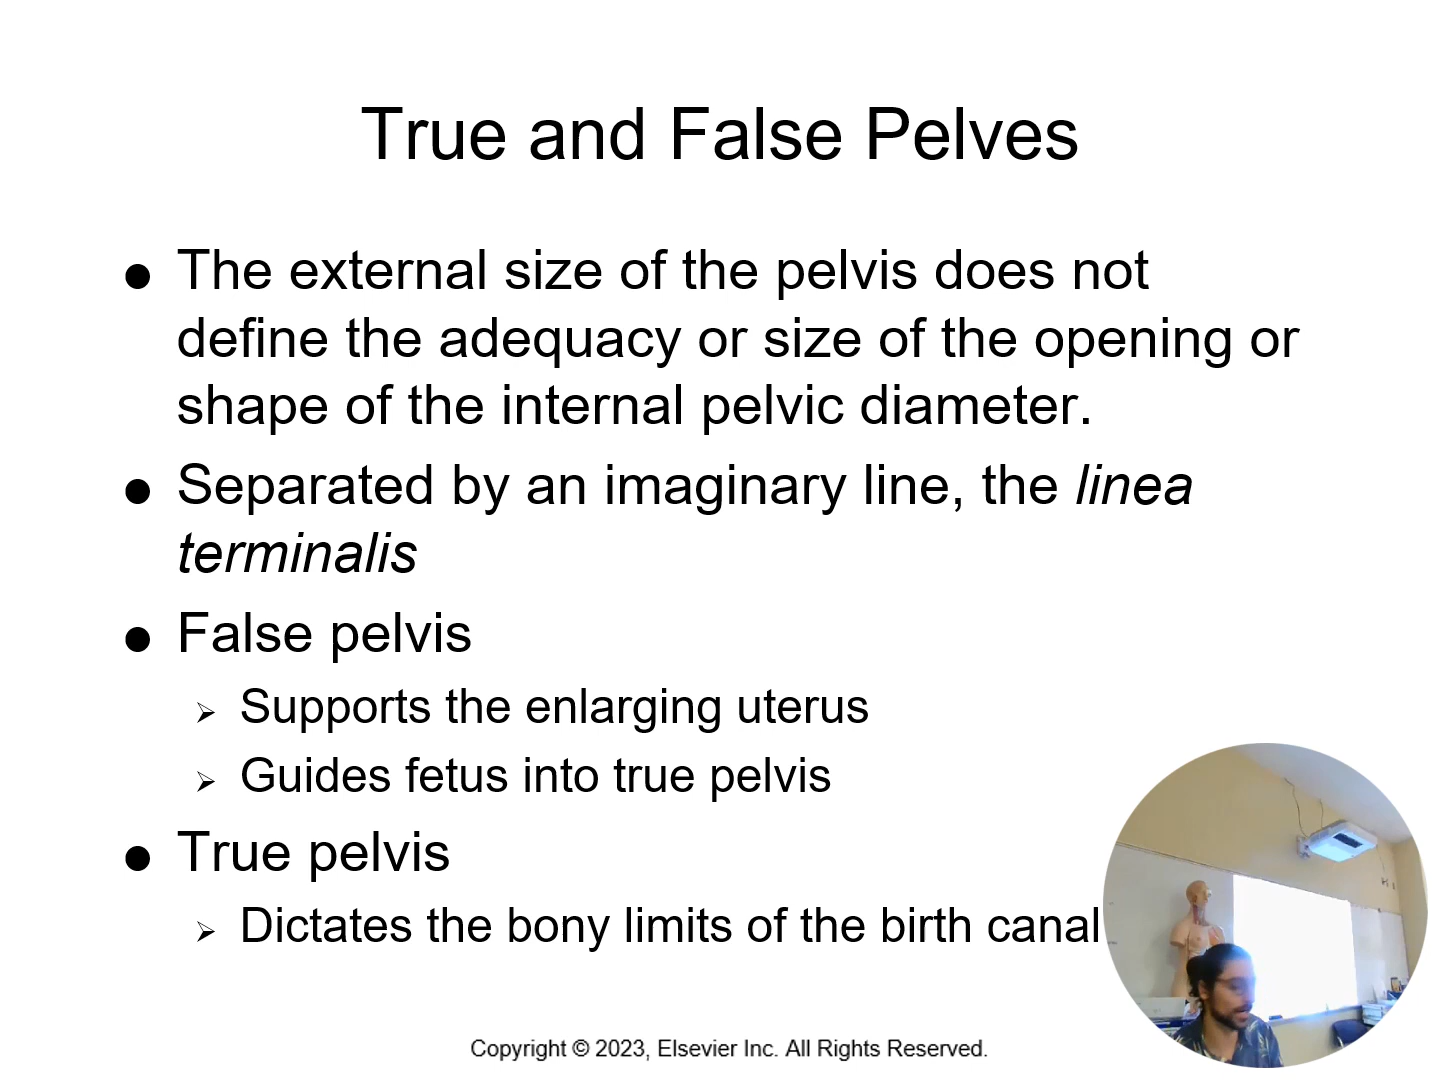 True and False Pelves
● The external size of the pelvis does not
define the adequacy or size of the opening or
shape of the internal pelvic diameter.
● Separated by an imaginary line, the linea
terminalis
● False pelvis
➢ Supports the enlarging uterus
➢ Guides fetus into true pelvis
● True pelvis
➢ Dictates the bony limits of the birth canal
Copyright © 2023, Elsevier Inc. All Rights Reserved.